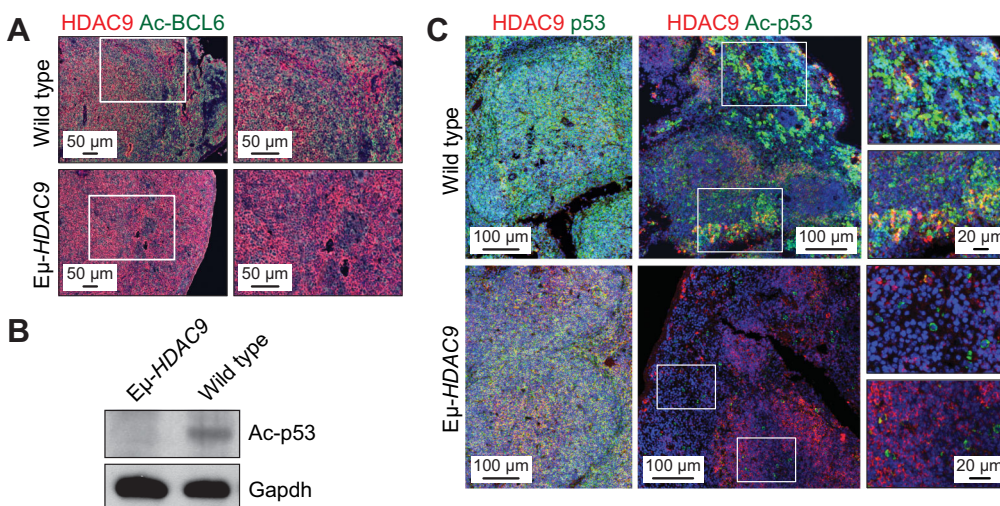 A
HDAC9 Ac-BCL6
Wild type
50 µm
50 µm
Eµ-HDAC9
50 µm
50 µm
B
Eµ-HDAC9
Wild type
Ac-p53
Gapdh
C
HDAC9 p53
HDAC9 Ac-p53
Wild type
100 µm
100 µm
20 µm
Eµ-HDAC9
100 µm
100 µm
20 µm